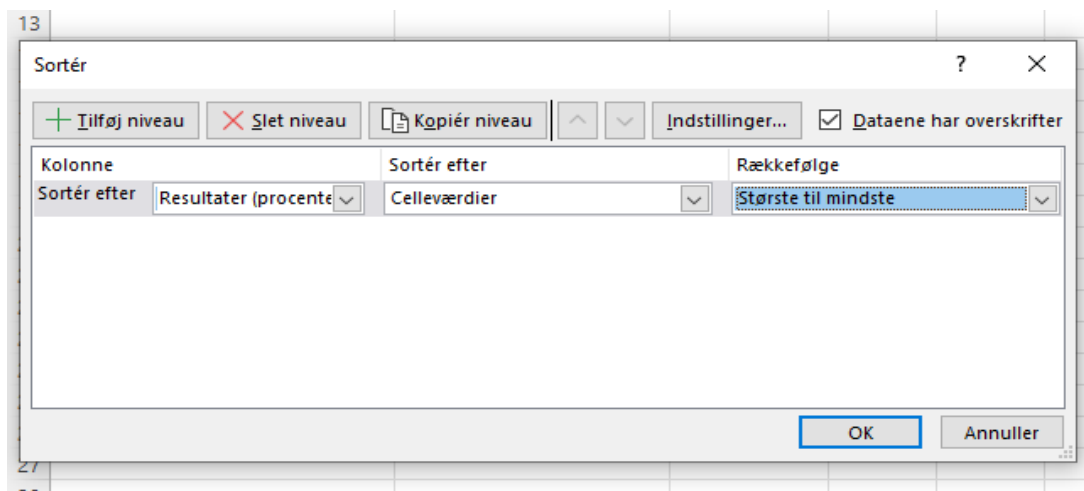 13
Sortér ?
Tilføj niveau Slet niveau Kopiér niveau Indstillinger... Dataene har overskrifter
Kolonne Sortér efter Rækkefølge
Sortér efter Resultater (procente Celleværdier Største til mindste
OK Annuller
27